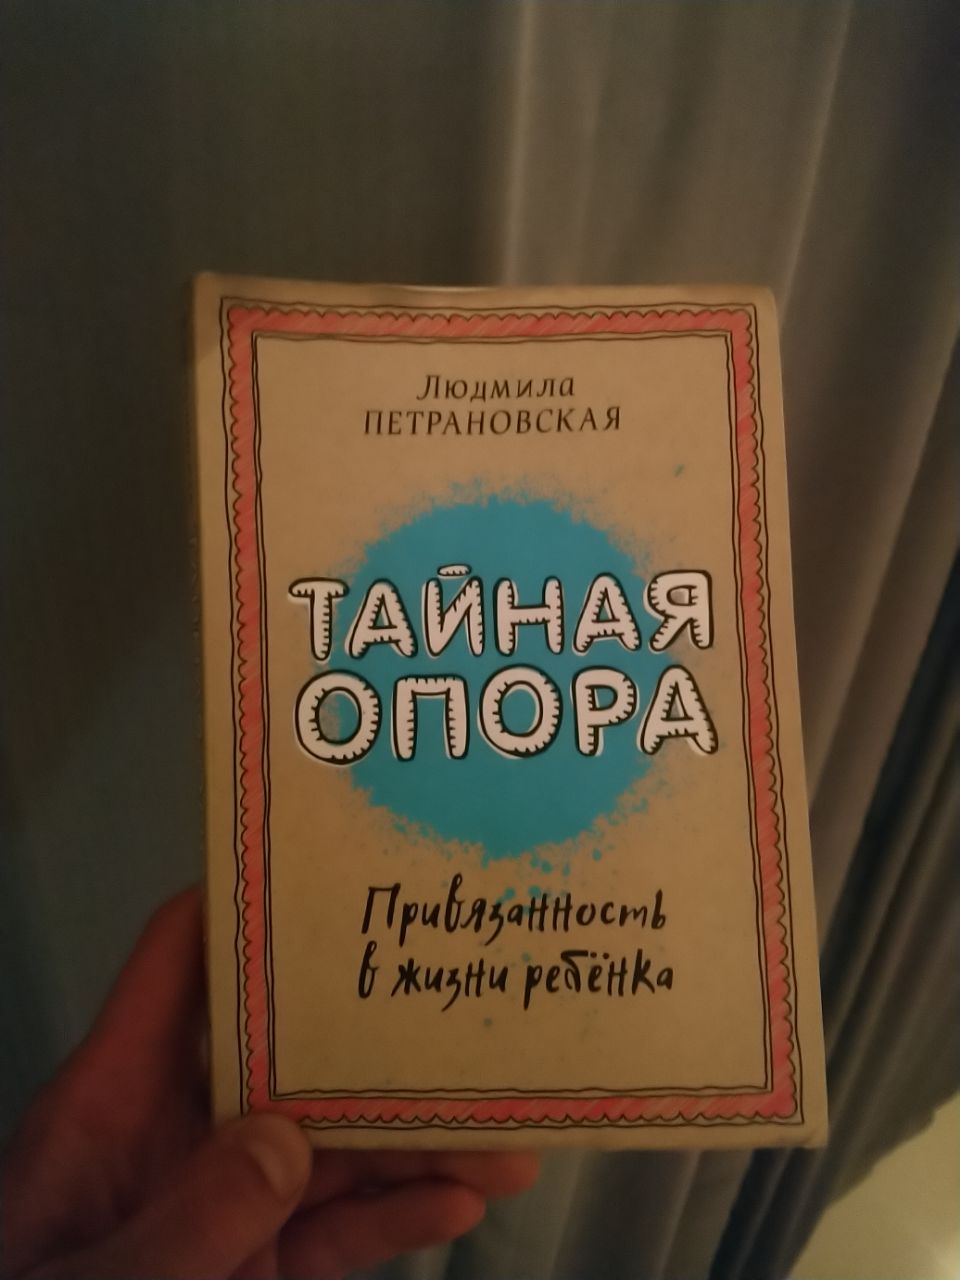 Людмила
ПЕТРАНОВСКАЯ
ТАЙНАЯ
ОПОРА
Привязанность
в жизни ребёнка